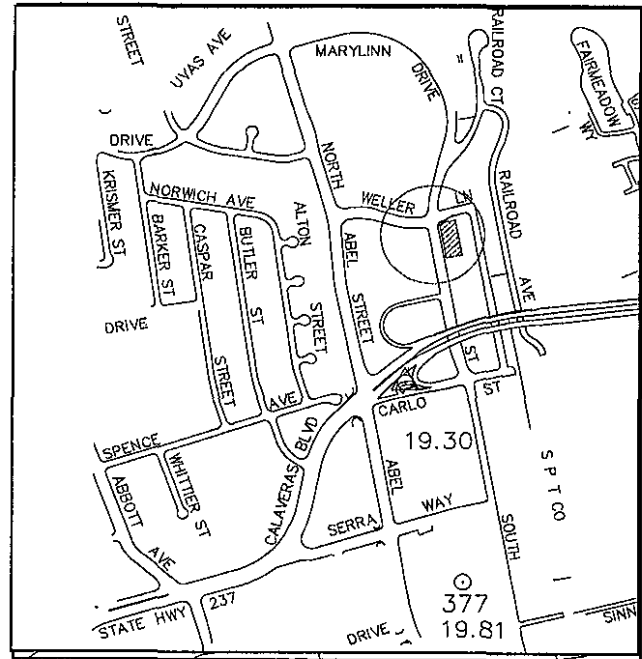 STREET
UVAS AVE
MARYLINN
DRIVE
RAILROAD CT
FAIRMEADOW
WY
DRIVE
NORTH
RAILROAD
AVE
KRISMER ST
NORWICH AVE
WELLER
LN
BARKER ST
CASPAR
STREET
BUTLER
ST
ALTON
STREET
ABEL
STREET
DRIVE
ST
ST
CARLO
AVE
BLVD
19.30
SPENCE
WHITTIER ST
ABBOTT
AVE
CALAVERAS
ABEL
WAY
SERRA
SOUTH
S P T CO
377
19.81
237
STATE HWY
DRIVE
SINN